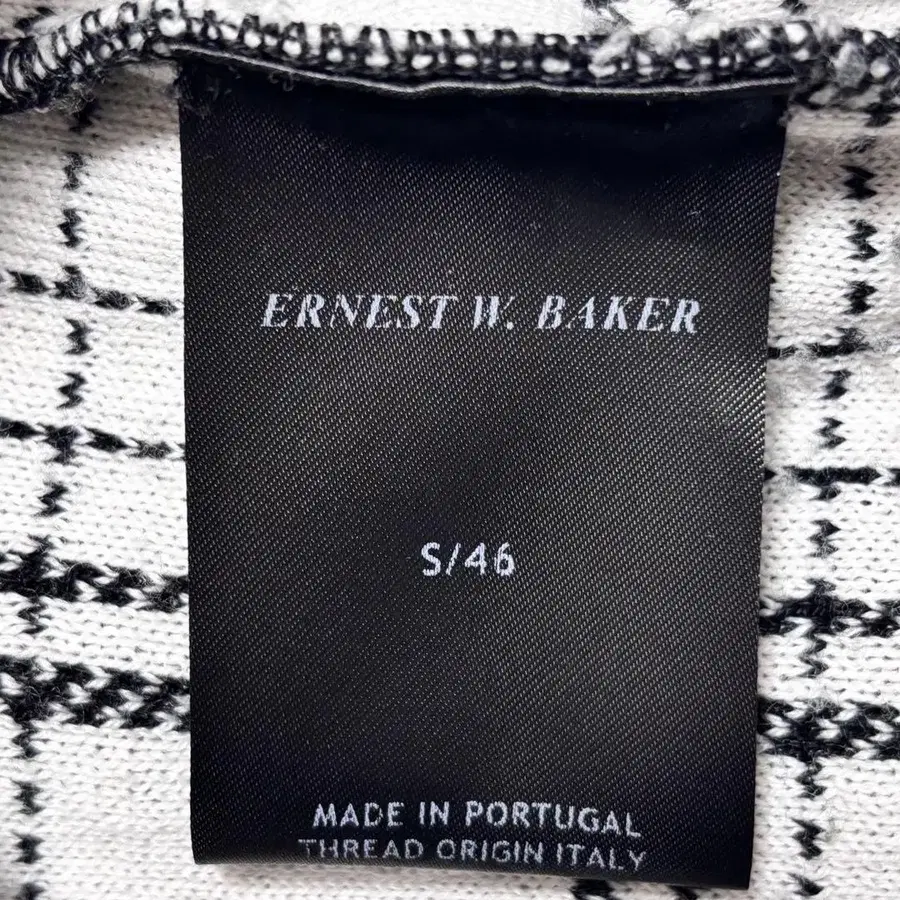 ERNEST W. BAKER
S/46
MADE IN PORTUGAL
THREAD ORIGIN ITALY